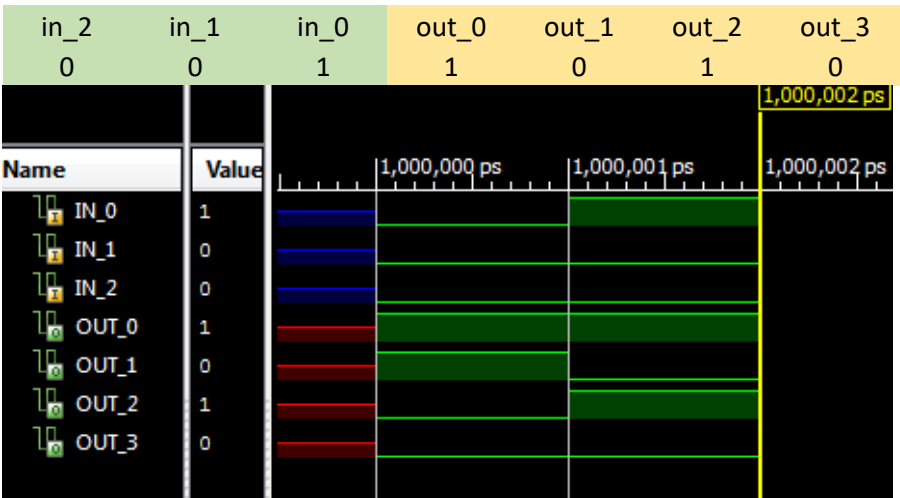 in_2 in_1 in_0 out_0 out_1 out_2 out_3
0 0 1 1 0 1 0
1,000,002 ps
Name Value 1,000,000 ps 1,000,001 ps 1,000,002 ps
IN_0 1
IN_1 0
IN_2 0
OUT_0 1
OUT_1 0
OUT_2 1
OUT_3 0